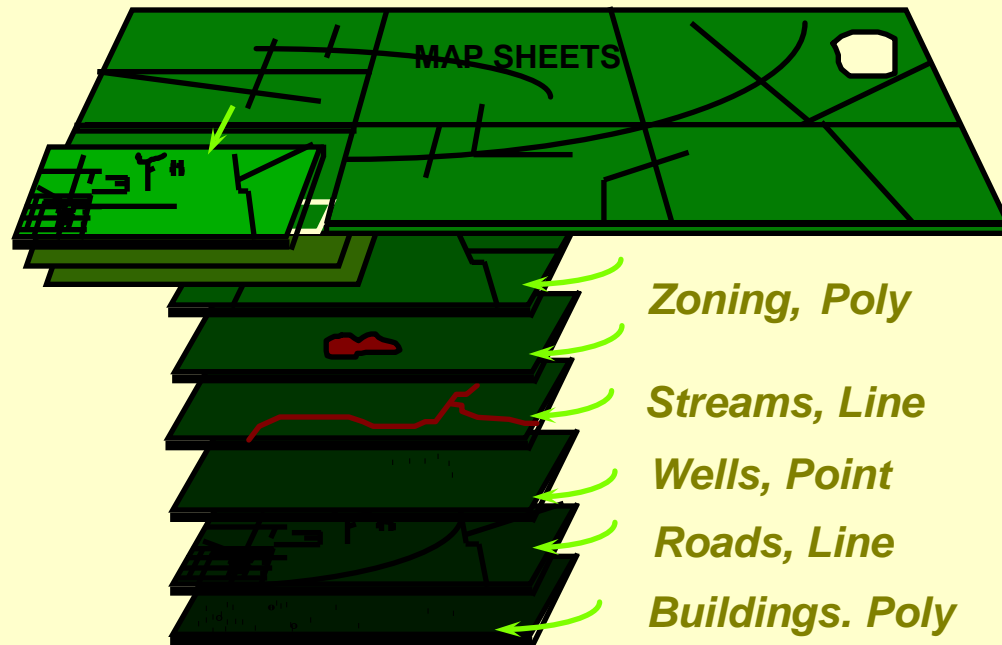 MAP SHEETS
Zoning, Poly
Streams, Line
Wells, Point
Roads, Line
Buildings. Poly